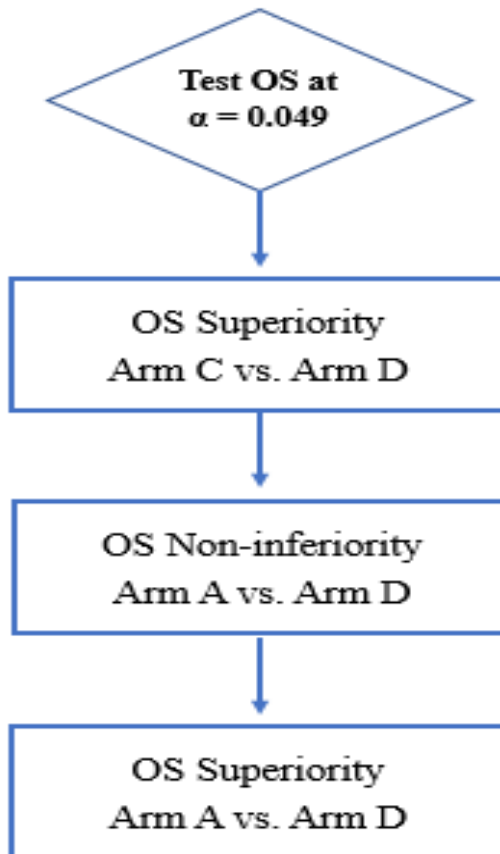 Test OS at
α = 0.049
OS Superiority
Arm C vs. Arm D
OS Non-inferiority
Arm A vs. Arm D
OS Superiority
Arm A vs. Arm D